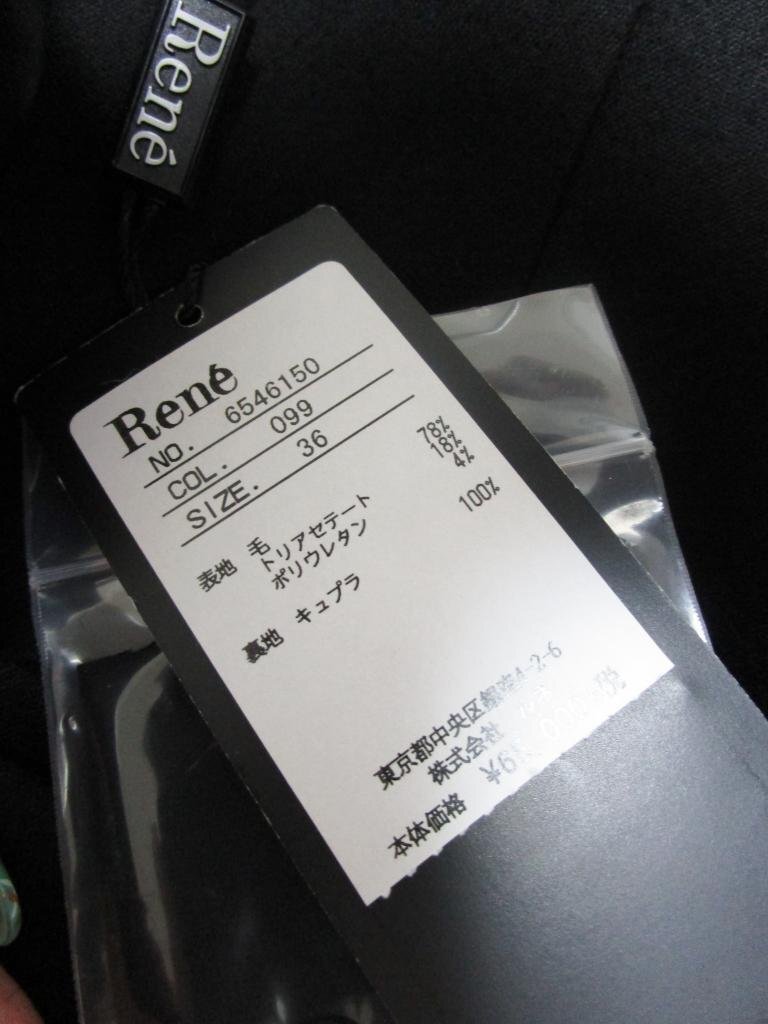 René
René
NO. 6546150
COL. 099
SIZE. 36
表地 毛 78%
トリアセテート 18%
ポリウレタン 4%
裏地 キュプラ 100%
東京都中央区銀座4-2-6
株式会社 ルネ
本体価格